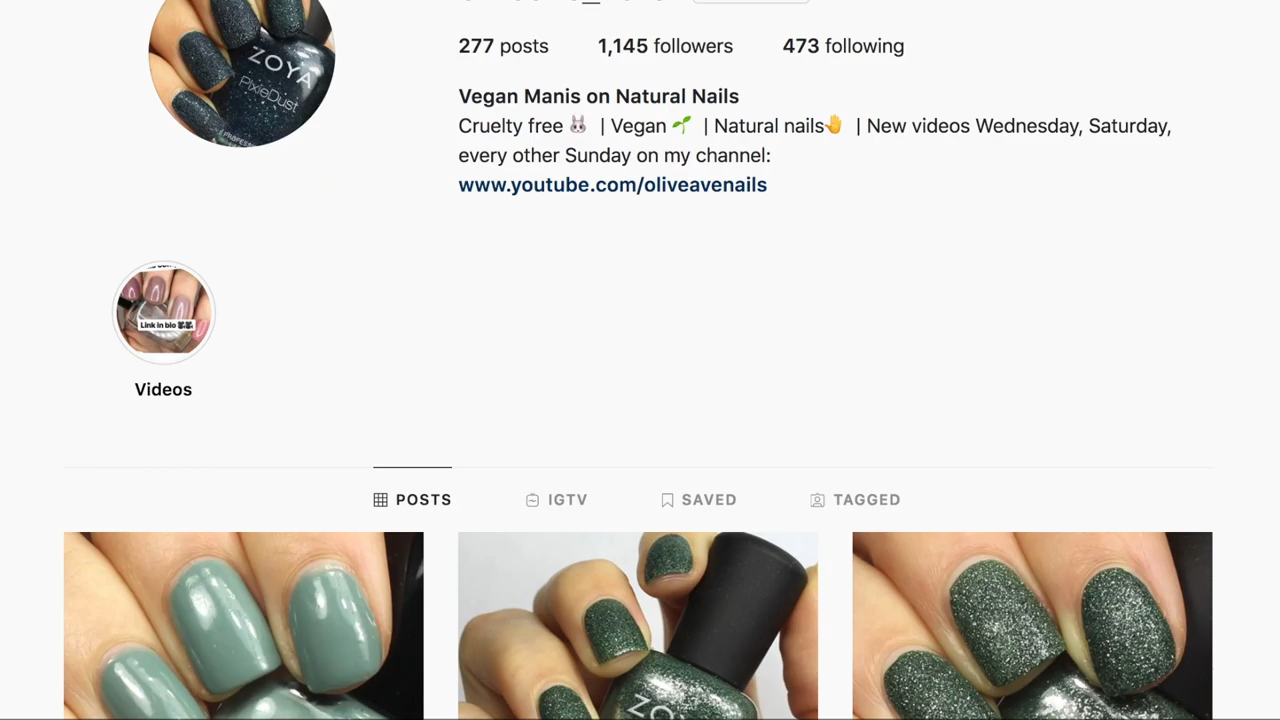 277 posts 1,145 followers 473 following
Vegan Manis on Natural Nails
Cruelty free 🐰 | Vegan 🌱 | Natural nails🤚 | New videos Wednesday, Saturday,
every other Sunday on my channel:
www.youtube.com/oliveavenails
ZOYA
PixieDust
Link in bio
Videos
POSTS IGTV SAVED TAGGED
ZOYA